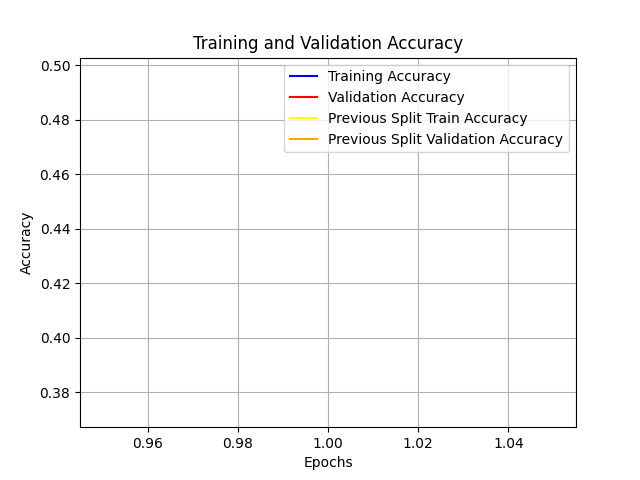 Training and Validation Accuracy
0.50
Training Accuracy
Validation Accuracy
0.48
Previous Split Train Accuracy
Previous Split Validation Accuracy
0.46
0.44
Accuracy
0.42
0.40
0.38
0.96 0.98 1.00 1.02 1.04
Epochs